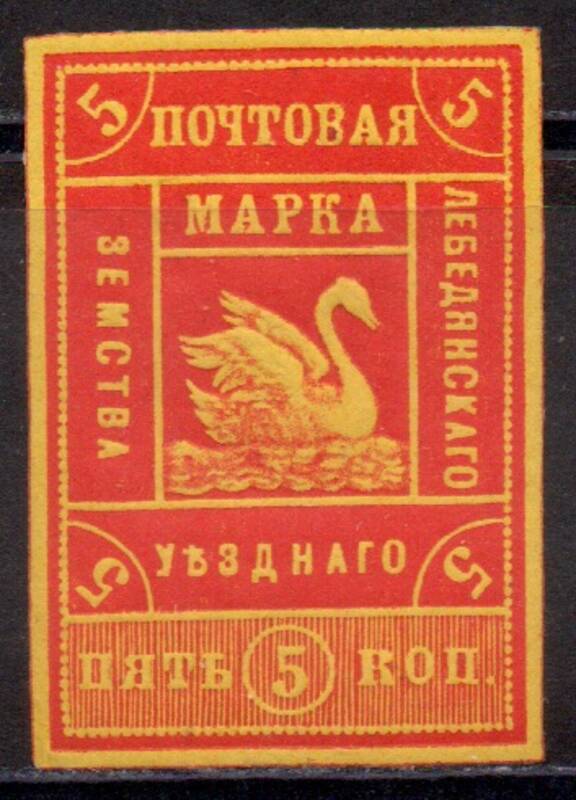 5 5
ПОЧТОВАЯ
МАРКА
ЛЕБЕДЯНСКАГО
УѢЗДНАГО
ЗЕМСТВА
5 5
ПЯТЬ 5 КОП.